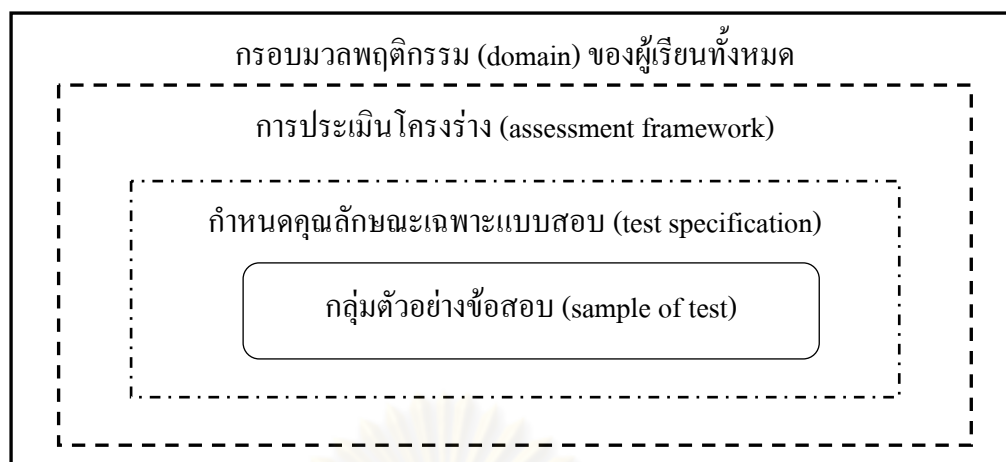 กรอบมวลพฤติกรรม (domain) ของผู้เรียนทั้งหมด
การประเมินโครงร่าง (assessment framework)
กำหนดคุณลักษณะเฉพาะแบบสอบ (test specification)
กลุ่มตัวอย่างข้อสอบ (sample of test)